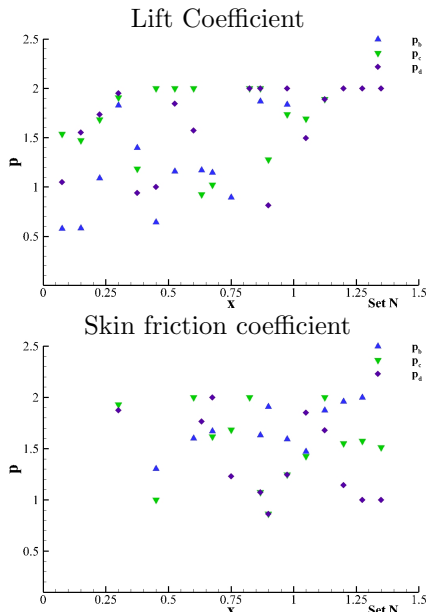 Lift Coefficient
2.5
p_b
p_c
p_d
2
1.5
p
1
0.5
0 0.25 0.5 0.75 1 1.25 1.5
x Set N
Skin friction coefficient
2.5
p_b
p_c
p_d
2
1.5
p
1
0.5
0 0.25 0.5 0.75 1 1.25 1.5
x Set N